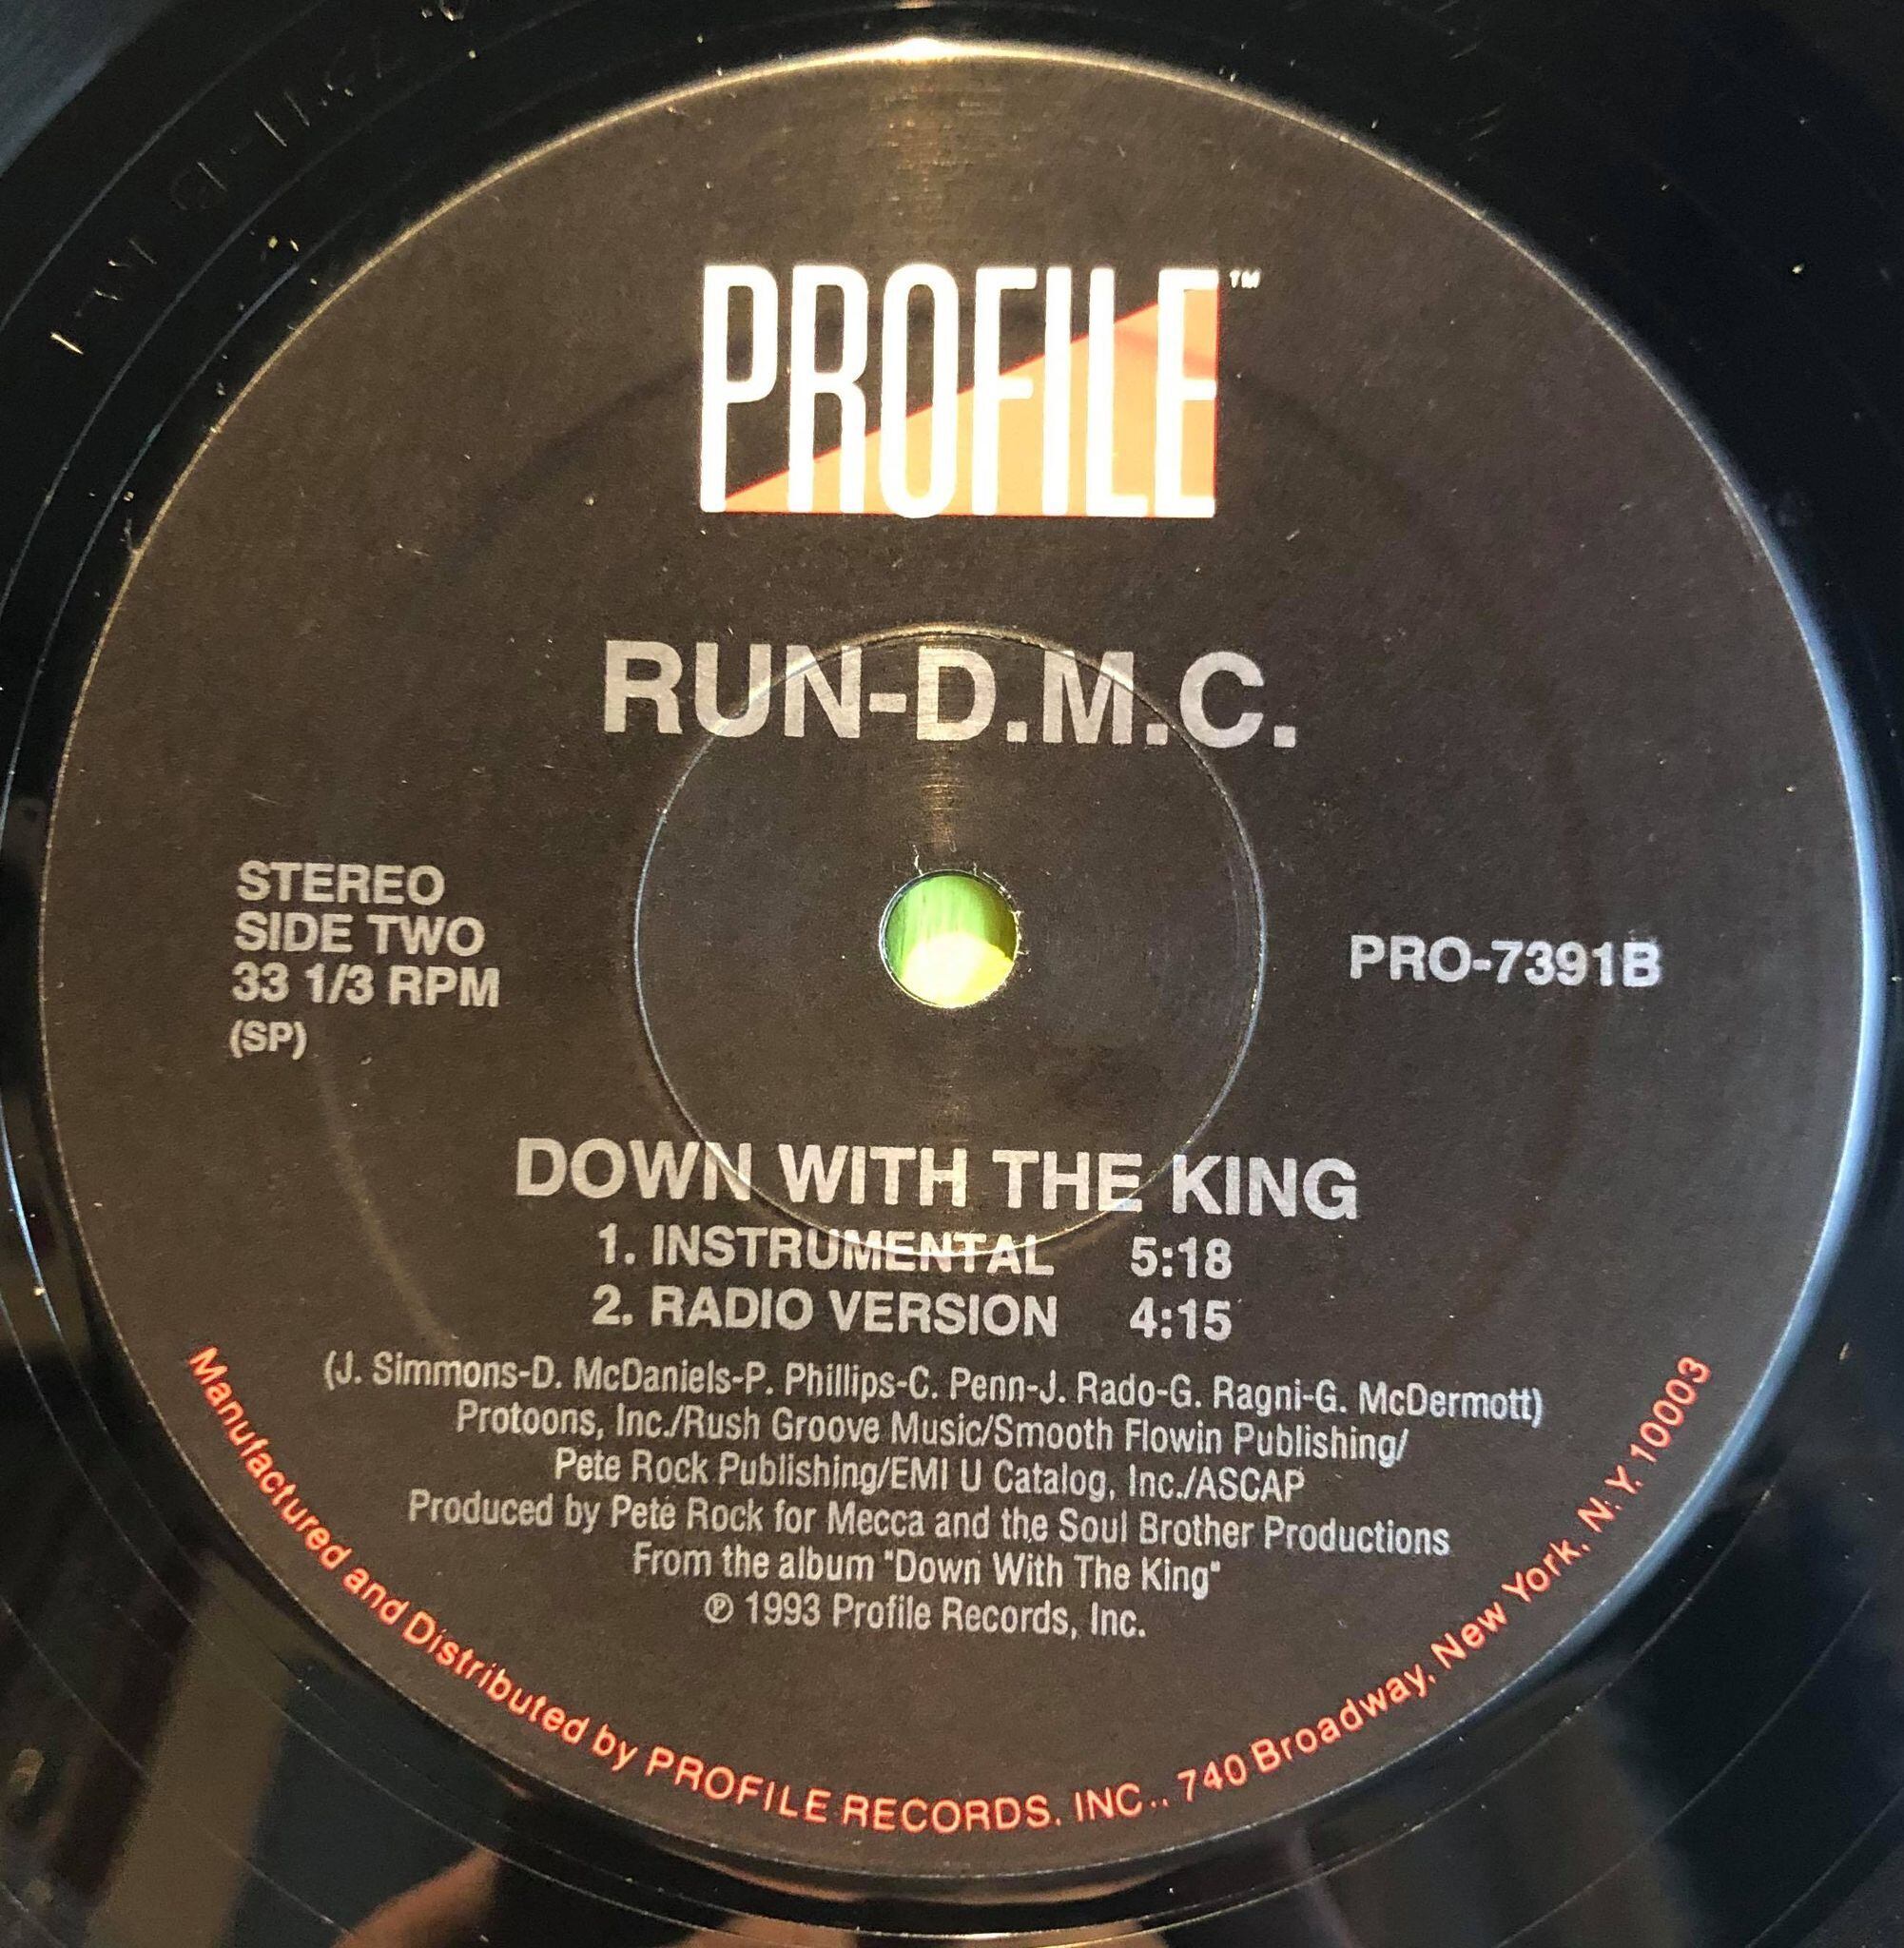 PROFILE™
RUN-D.M.C.
STEREO
SIDE TWO
33 1/3 RPM
(SP)
PRO-7391B
DOWN WITH THE KING
1. INSTRUMENTAL 5:18
2. RADIO VERSION 4:15
(J. Simmons-D. McDaniels-P. Phillips-C. Penn-J. Rado-G. Ragni-G. McDermott)
Protoons, Inc./Rush Groove Music/Smooth Flowin Publishing/
Pete Rock Publishing/EMI U Catalog, Inc./ASCAP
Produced by Pete Rock for Mecca and the Soul Brother Productions
From the album "Down With The King"
℗ 1993 Profile Records, Inc.
Manufactured and Distributed by PROFILE RECORDS, INC., 740 Broadway, New York, N.Y. 10003